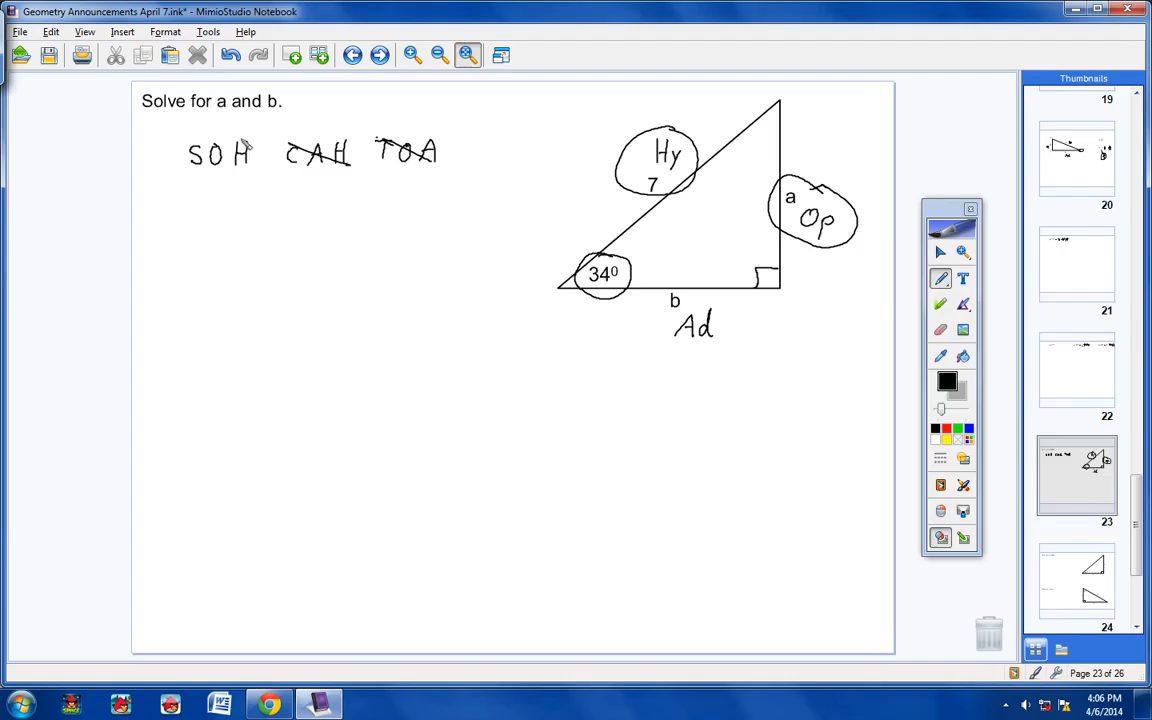 Geometry Announcements April 7.ink* - MimioStudio Notebook
File Edit View Insert Format Tools Help
Thumbnails
Solve for a and b.
SOH CAH TOA
Hy
7
a
Op
34⁰
b
Ad
19
20
21
22
23
24
Page 23 of 26
4:06 PM
4/6/2014